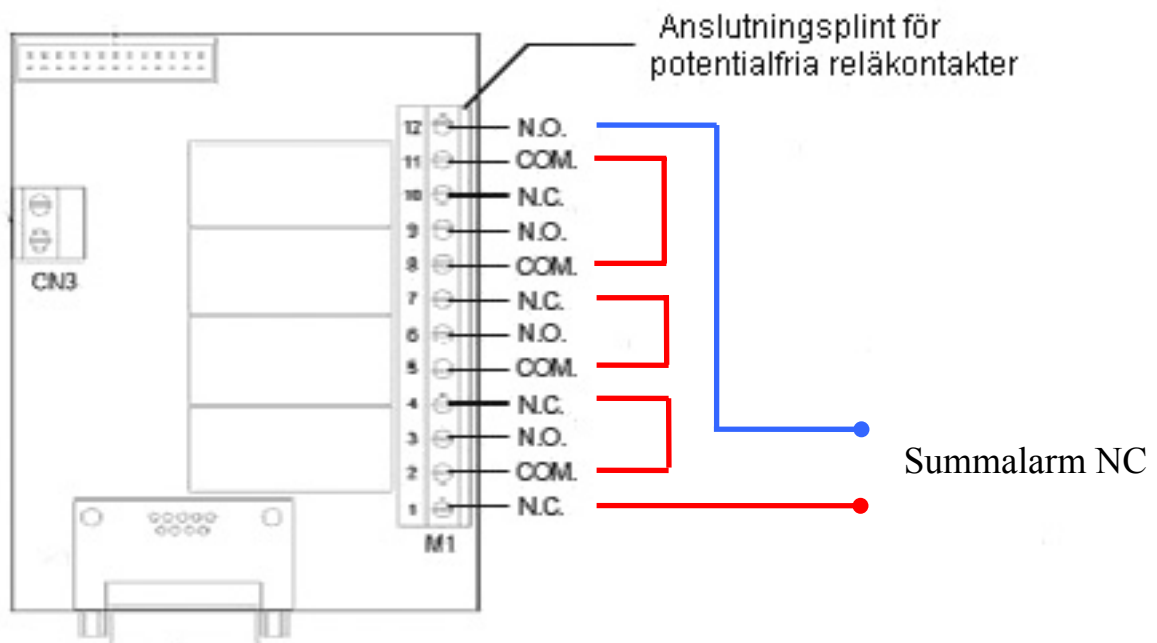 Anslutningsplint för
potentialfria reläkontakter
12 N.O.
11 COM.
10 N.C.
9 N.O.
8 COM.
7 N.C.
6 N.O.
5 COM.
4 N.C.
3 N.O.
2 COM.
1 N.C.
M1
CN3
Summalarm NC